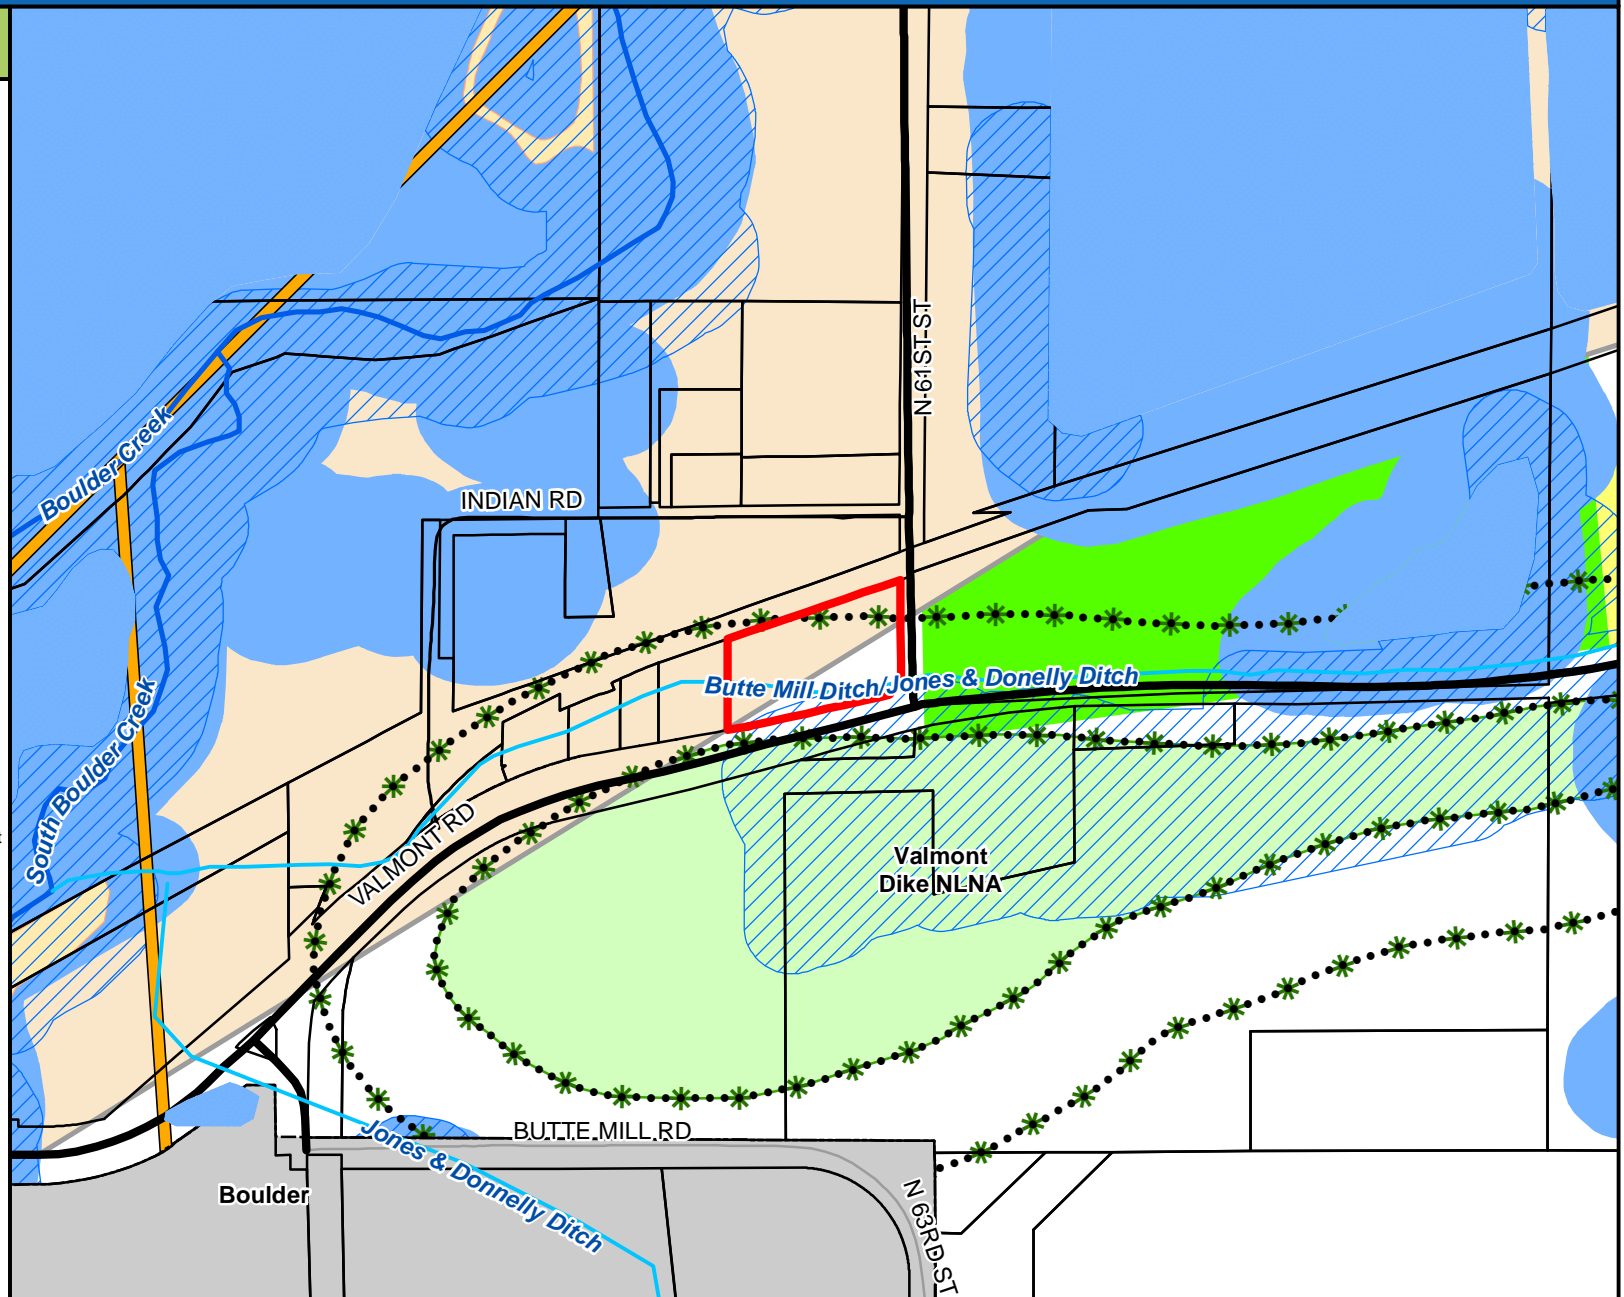 N 61ST ST
Boulder Creek
INDIAN RD
Butte Mill Ditch/Jones & Donelly Ditch
South Boulder Creek
VALMONT RD
Valmont
Dike NLNA
BUTTE MILL RD
Jones & Donnelly Ditch
Boulder
N 63RD ST